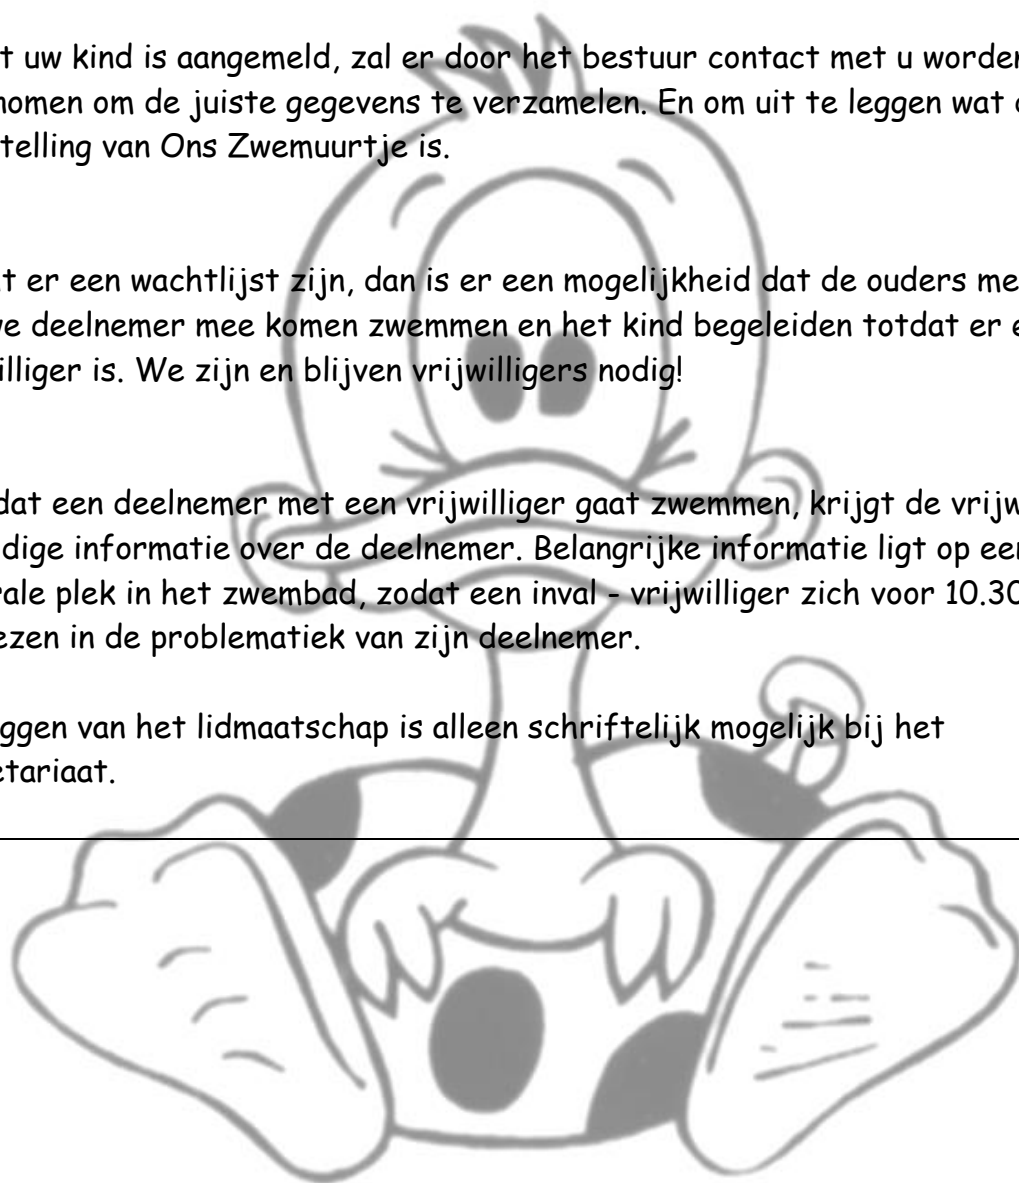 t uw kind is aangemeld, zal er door het bestuur contact met u worden
nomen om de juiste gegevens te verzamelen. En om uit te leggen wat
telling van Ons Zwemuurtje is.
t er een wachtlijst zijn, dan is er een mogelijkheid dat de ouders me
we deelnemer mee komen zwemmen en het kind begeleiden totdat er e
illiger is. We zijn en blijven vrijwilligers nodig!
dat een deelnemer met een vrijwilliger gaat zwemmen, krijgt de vrijw
dige informatie over de deelnemer. Belangrijke informatie ligt op een
rale plek in het zwembad, zodat een inval - vrijwilliger zich voor 10.30
ezen in de problematiek van zijn deelnemer.
ggen van het lidmaatschap is alleen schriftelijk mogelijk bij het
etariaat.